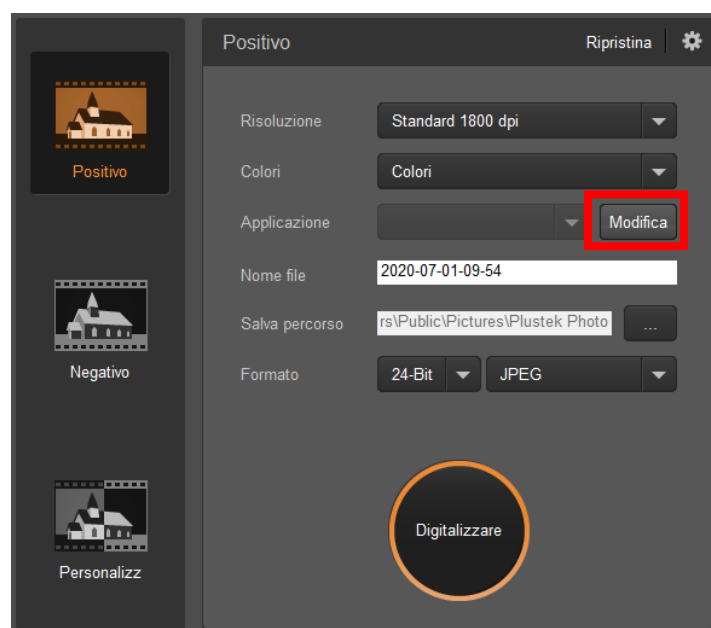 Positivo
Negativo
Personalizz
Positivo Ripristina
Risoluzione Standard 1800 dpi
Colori Colori
Applicazione Modifica
Nome file 2020-07-01-09-54
Salva percorso rs\Public\Pictures\Plustek Photo ...
Formato 24-Bit JPEG
Digitalizzare